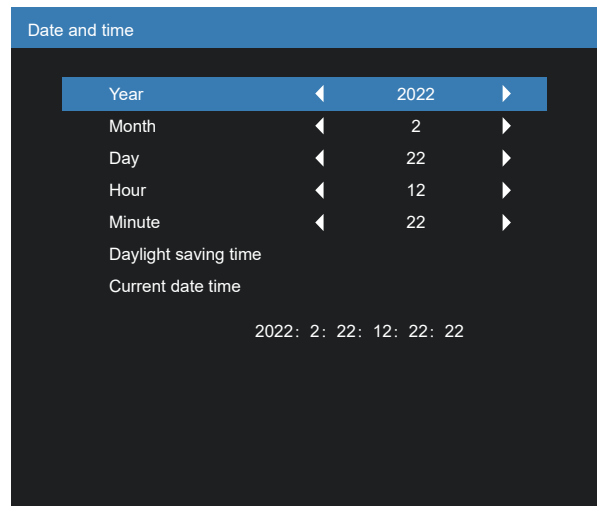 Date and time
Year 2022
Month 2
Day 22
Hour 12
Minute 22
Daylight saving time
Current date time
2022: 2: 22: 12: 22: 22